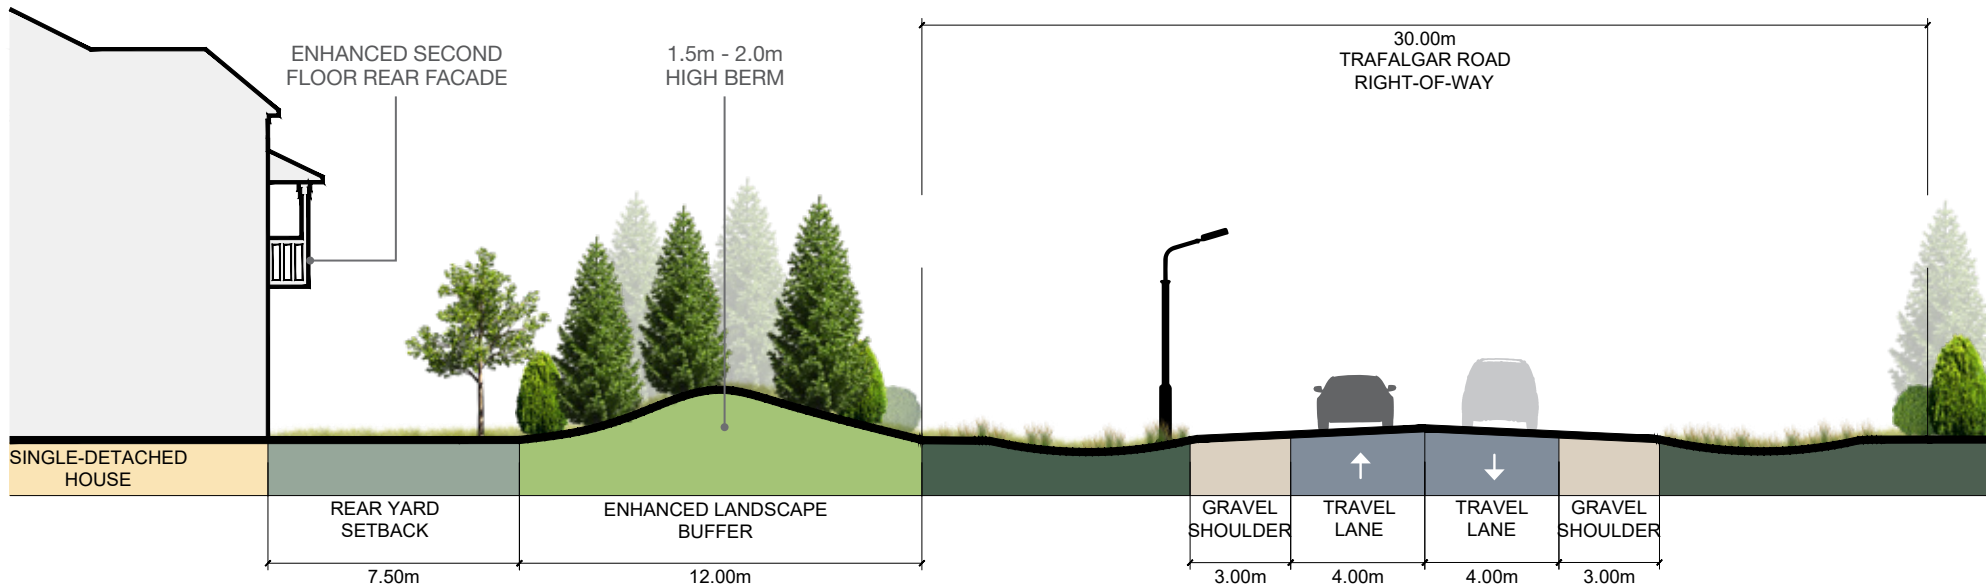 ENHANCED SECOND
FLOOR REAR FACADE
1.5m - 2.0m
HIGH BERM
30.00m
TRAFALGAR ROAD
RIGHT-OF-WAY
SINGLE-DETACHED
HOUSE
REAR YARD
SETBACK
ENHANCED LANDSCAPE
BUFFER
GRAVEL
SHOULDER
TRAVEL
LANE
TRAVEL
LANE
GRAVEL
SHOULDER
7.50m
12.00m
3.00m
4.00m
4.00m
3.00m